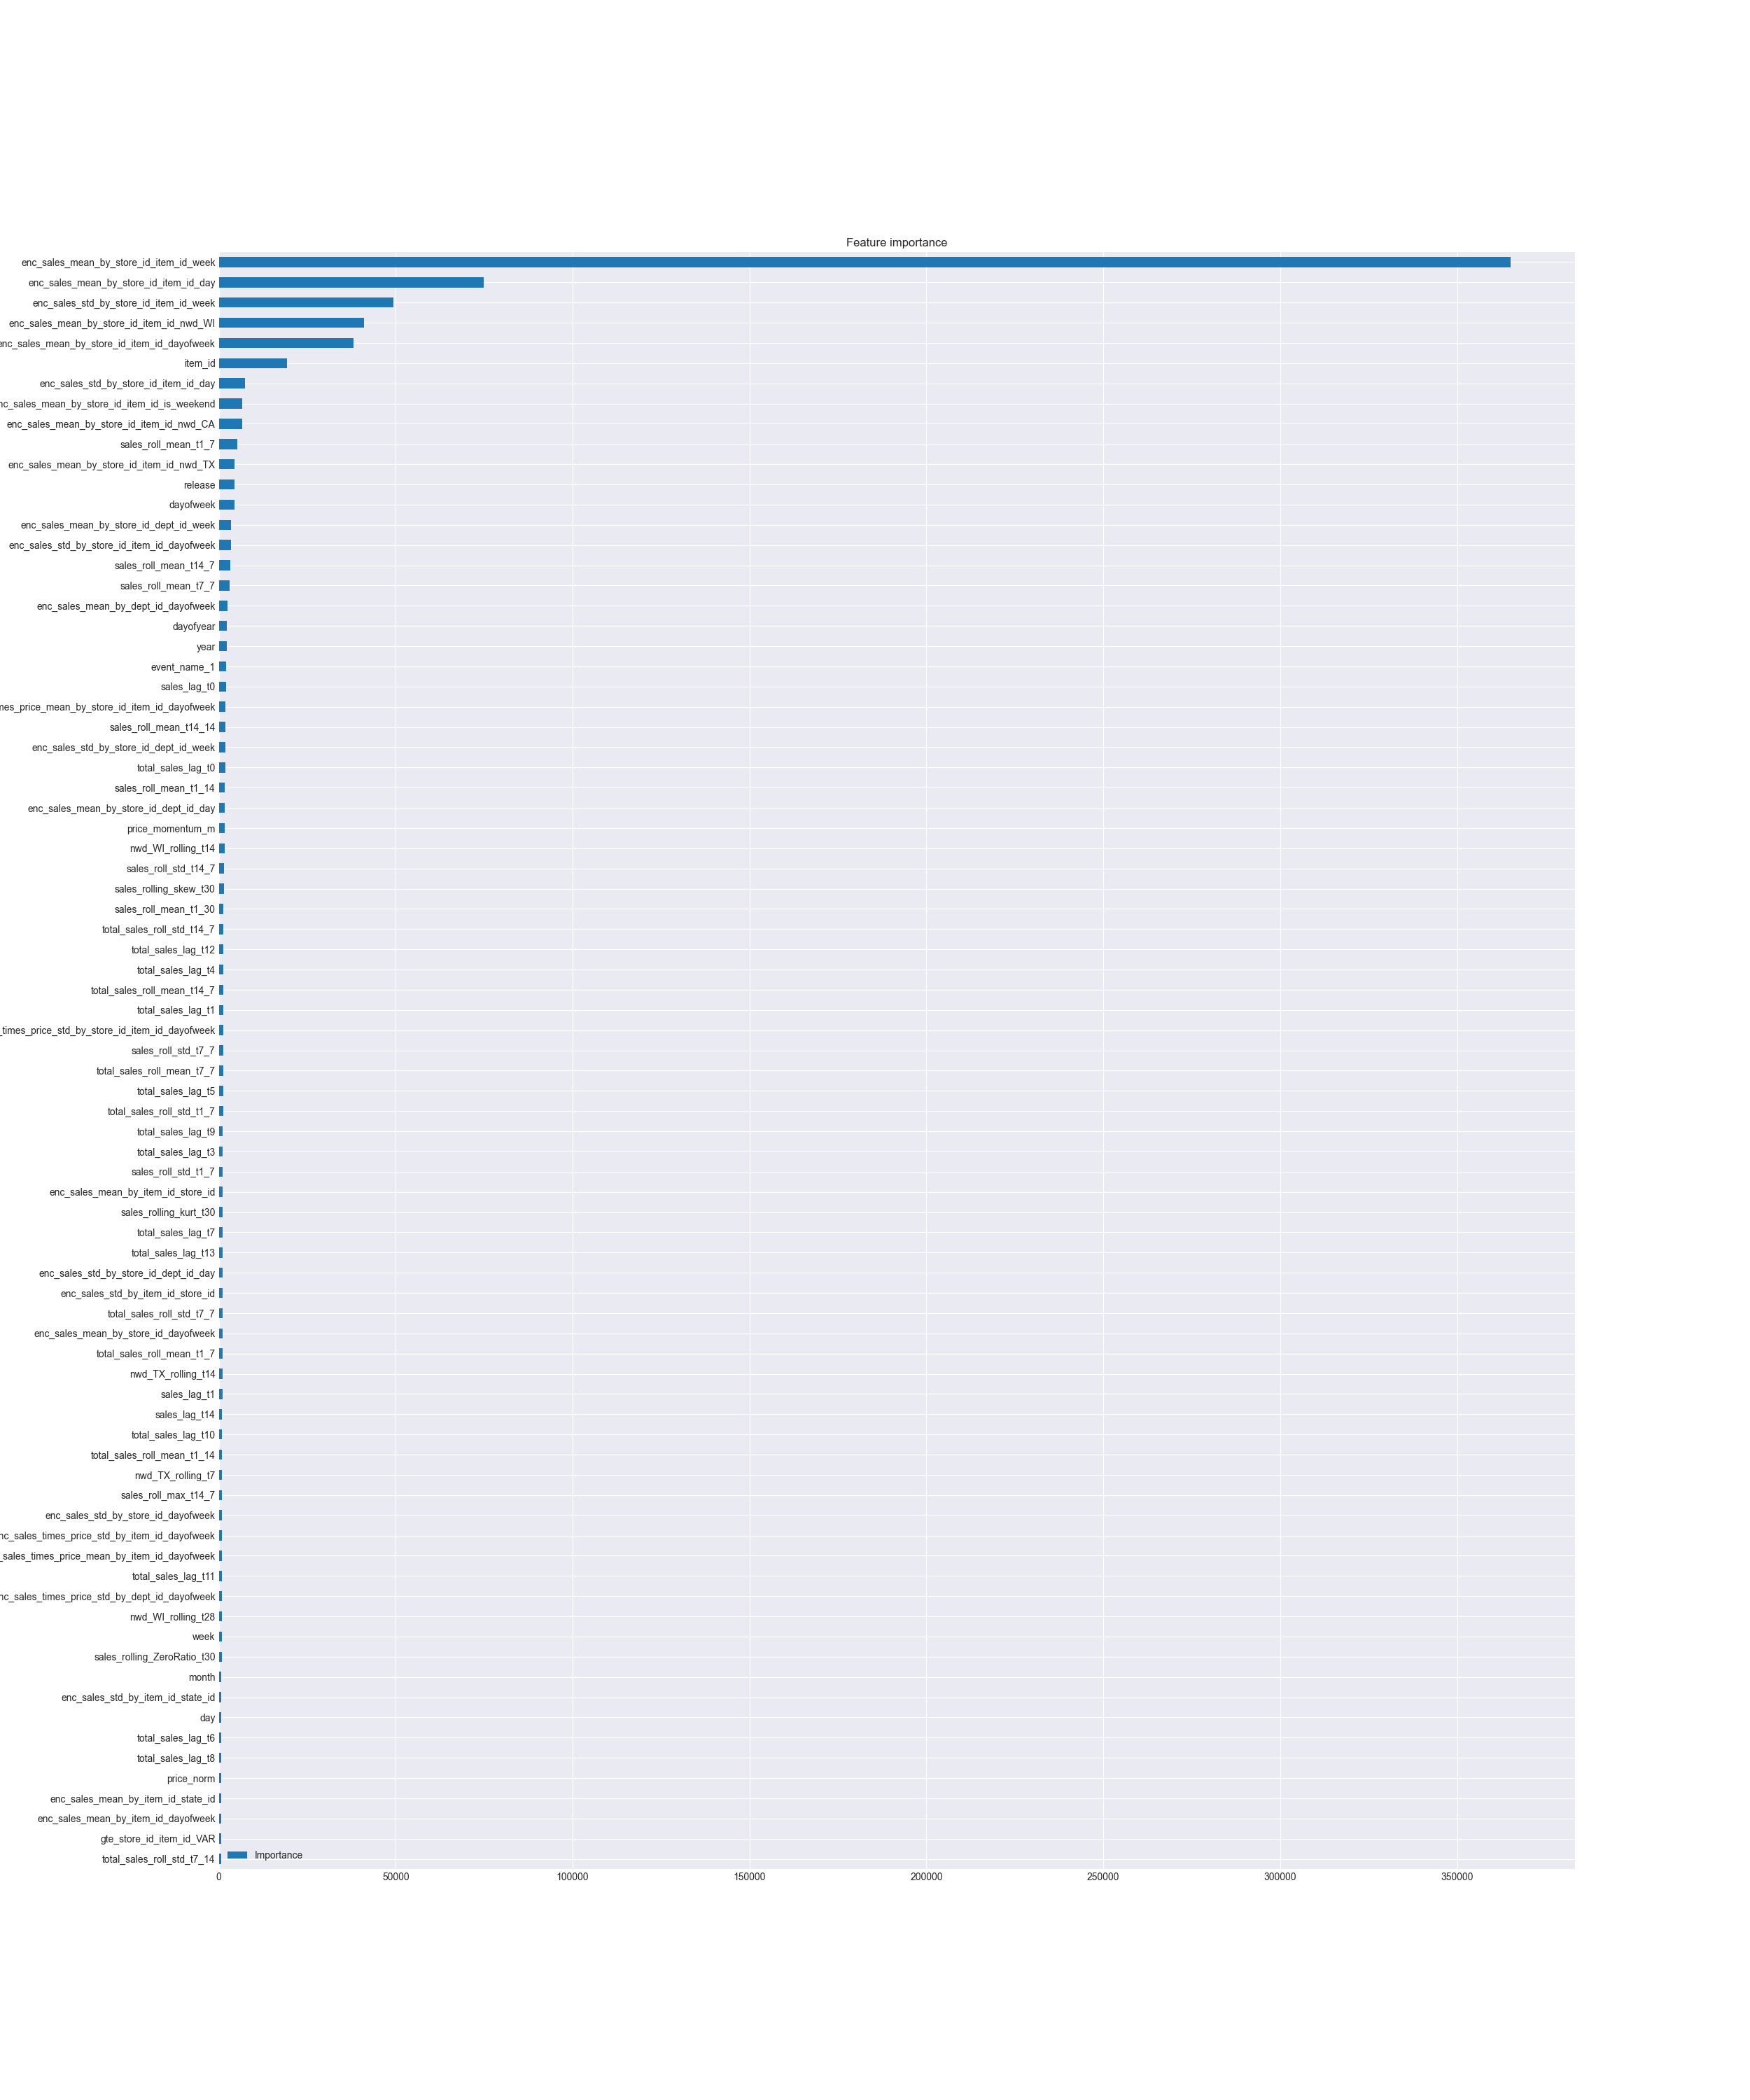 Feature importance
enc_sales_mean_by_store_id_item_id_week
enc_sales_mean_by_store_id_item_id_day
enc_sales_std_by_store_id_item_id_week
enc_sales_mean_by_store_id_item_id_nwd_WI
enc_sales_mean_by_store_id_item_id_dayofweek
item_id
enc_sales_std_by_store_id_item_id_day
nc_sales_mean_by_store_id_item_id_is_weekend
enc_sales_mean_by_store_id_item_id_nwd_CA
sales_roll_mean_t1_7
enc_sales_mean_by_store_id_item_id_nwd_TX
release
dayofweek
enc_sales_mean_by_store_id_dept_id_week
enc_sales_std_by_store_id_item_id_dayofweek
sales_roll_mean_t14_7
sales_roll_mean_t7_7
enc_sales_mean_by_dept_id_dayofweek
dayofyear
year
event_name_1
sales_lag_t0
mes_price_mean_by_store_id_item_id_dayofweek
sales_roll_mean_t14_14
enc_sales_std_by_store_id_dept_id_week
total_sales_lag_t0
sales_roll_mean_t1_14
enc_sales_mean_by_store_id_dept_id_day
price_momentum_m
nwd_WI_rolling_t14
sales_roll_std_t14_7
sales_rolling_skew_t30
sales_roll_mean_t1_30
total_sales_roll_std_t14_7
total_sales_lag_t12
total_sales_lag_t4
total_sales_roll_mean_t14_7
total_sales_lag_t1
_times_price_std_by_store_id_item_id_dayofweek
sales_roll_std_t7_7
total_sales_roll_mean_t7_7
total_sales_lag_t5
total_sales_roll_std_t1_7
total_sales_lag_t9
total_sales_lag_t3
sales_roll_std_t1_7
enc_sales_mean_by_item_id_store_id
sales_rolling_kurt_t30
total_sales_lag_t7
total_sales_lag_t13
enc_sales_std_by_store_id_dept_id_day
enc_sales_std_by_item_id_store_id
total_sales_roll_std_t7_7
enc_sales_mean_by_store_id_dayofweek
total_sales_roll_mean_t1_7
nwd_TX_rolling_t14
sales_lag_t1
sales_lag_t14
total_sales_lag_t10
total_sales_roll_mean_t1_14
nwd_TX_rolling_t7
sales_roll_max_t14_7
enc_sales_std_by_store_id_dayofweek
nc_sales_times_price_std_by_item_id_dayofweek
_sales_times_price_mean_by_item_id_dayofweek
total_sales_lag_t11
nc_sales_times_price_std_by_dept_id_dayofweek
nwd_WI_rolling_t28
week
sales_rolling_ZeroRatio_t30
month
enc_sales_std_by_item_id_state_id
day
total_sales_lag_t6
total_sales_lag_t8
price_norm
enc_sales_mean_by_item_id_state_id
enc_sales_mean_by_item_id_dayofweek
gte_store_id_item_id_VAR
total_sales_roll_std_t7_14
Importance
0 50000 100000 150000 200000 250000 300000 350000